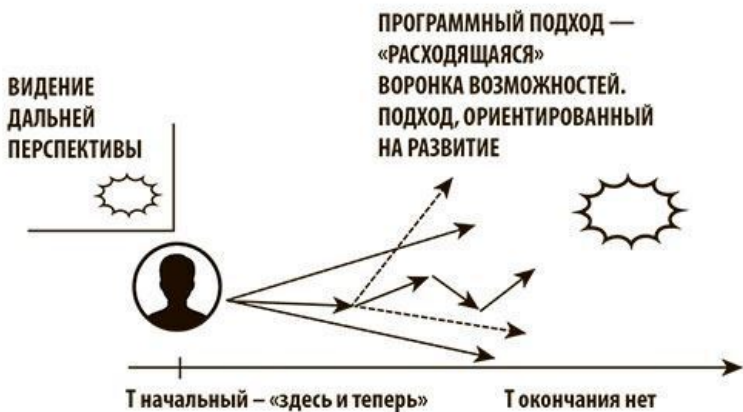 ВИДЕНИЕ
ДАЛЬНЕЙ
ПЕРСПЕКТИВЫ
ПРОГРАММНЫЙ ПОДХОД —
«РАСХОДЯЩАЯСЯ»
ВОРОНКА ВОЗМОЖНОСТЕЙ.
ПОДХОД, ОРИЕНТИРОВАННЫЙ
НА РАЗВИТИЕ
Т начальный – «здесь и теперь»
Т окончания нет